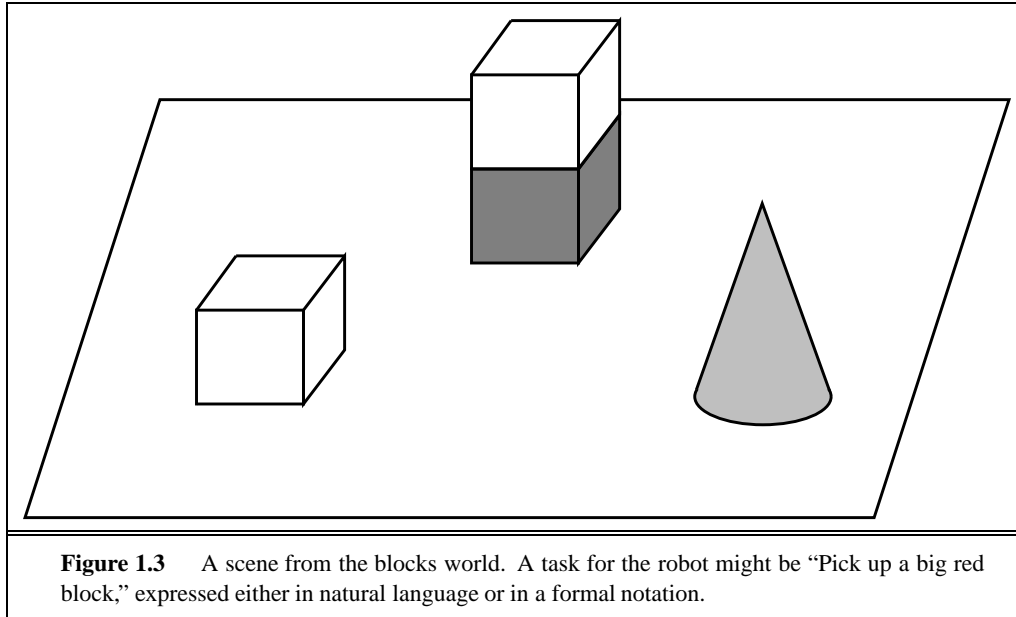 Figure 1.3 A scene from the blocks world. A task for the robot might be “Pick up a big red
block,” expressed either in natural language or in a formal notation.